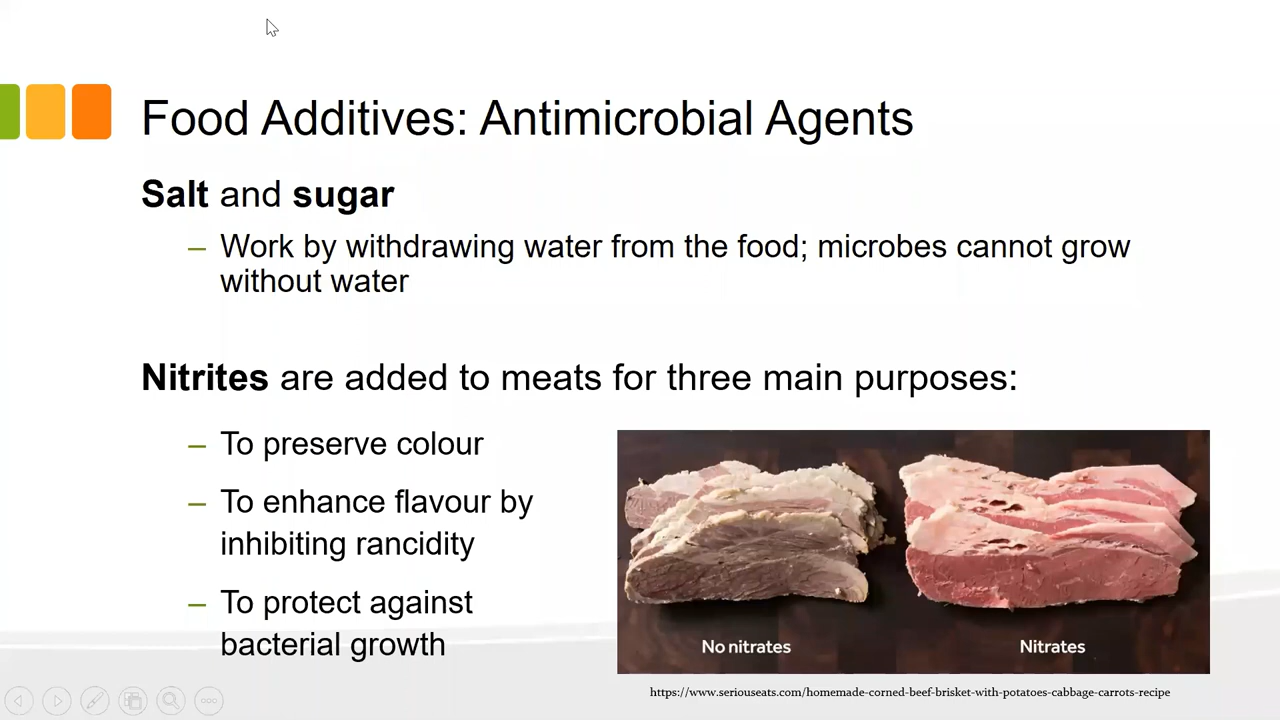 Food Additives: Antimicrobial Agents
Salt and sugar
– Work by withdrawing water from the food; microbes cannot grow
without water
Nitrites are added to meats for three main purposes:
– To preserve colour
– To enhance flavour by
inhibiting rancidity
– To protect against
bacterial growth
No nitrates
Nitrates
https://www.seriouseats.com/homemade-corned-beef-brisket-with-potatoes-cabbage-carrots-recipe